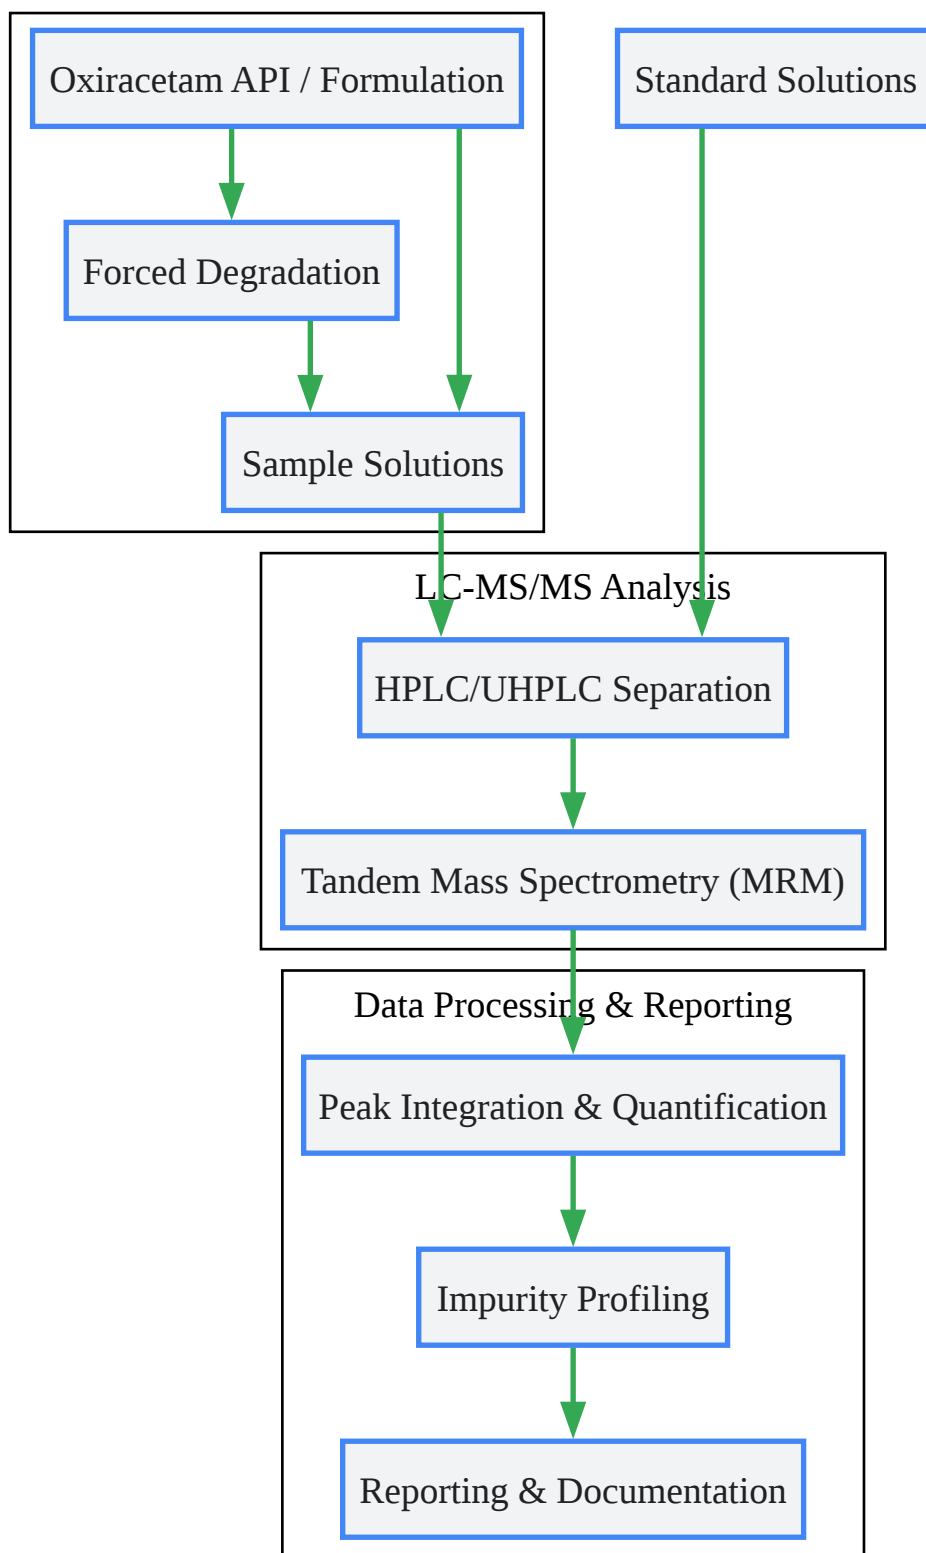 Oxiracetam API / Formulation
Standard Solutions
Forced Degradation
Sample Solutions
LC-MS/MS Analysis
HPLC/UHPLC Separation
Tandem Mass Spectrometry (MRM)
Data Processing & Reporting
Peak Integration & Quantification
Impurity Profiling
Reporting & Documentation